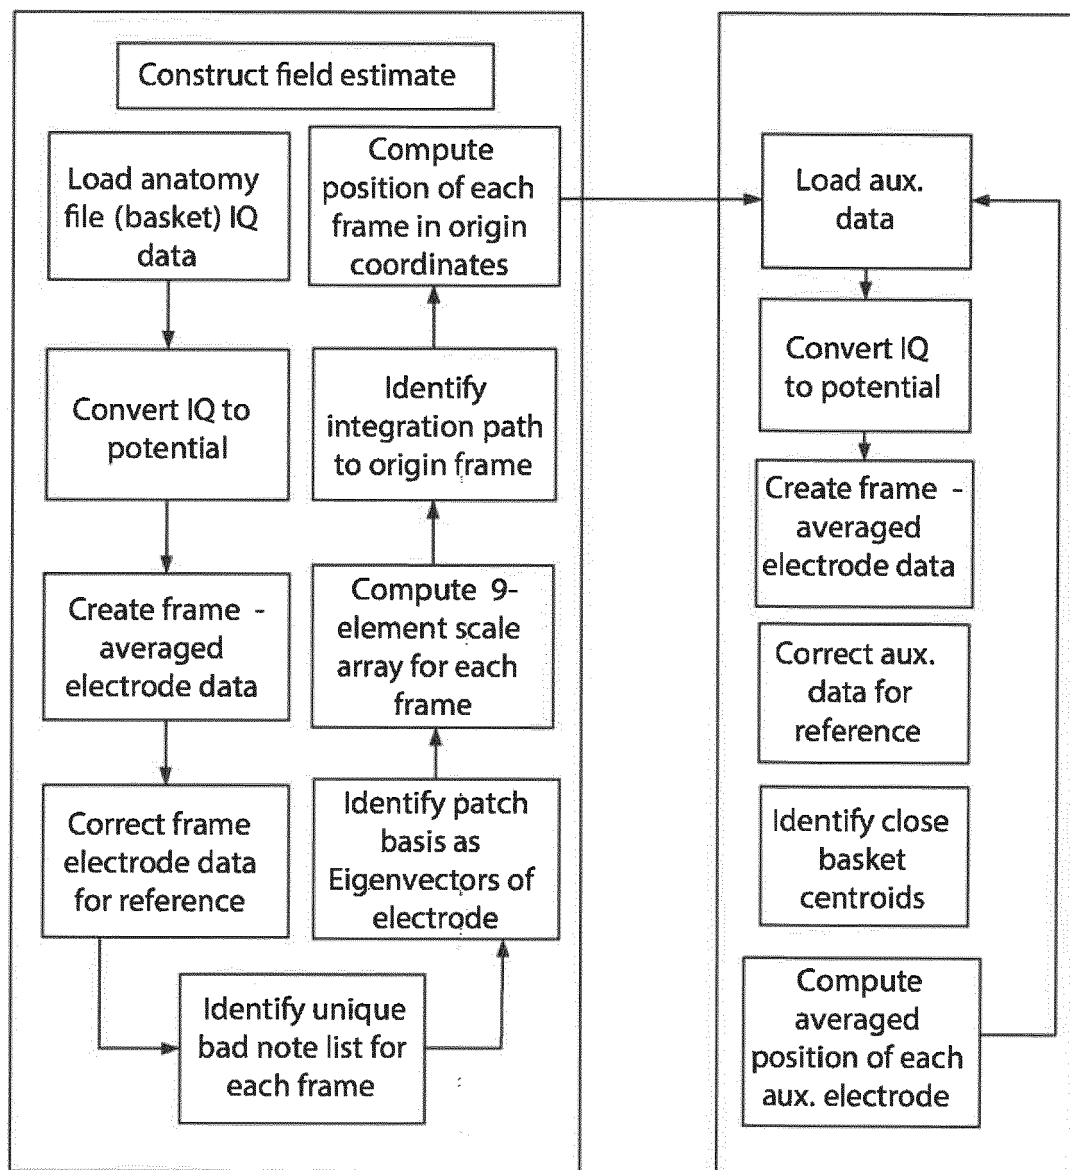 Construct field estimate
Load anatomy
file (basket) IQ
data
Convert IQ to
potential
Create frame -
averaged
electrode data
Correct frame
electrode data
for reference
Identify unique
bad note list for
each frame
Identify patch
basis as
Eigenvectors of
electrode
Compute 9-
element scale
array for each
frame
Identify
integration path
to origin frame
Compute
position of each
frame in origin
coordinates
Load aux.
data
Convert IQ
to potential
Create frame -
averaged
electrode data
Correct aux.
data for
reference
Identify close
basket
centroids
Compute
averaged
position of each
aux. electrode